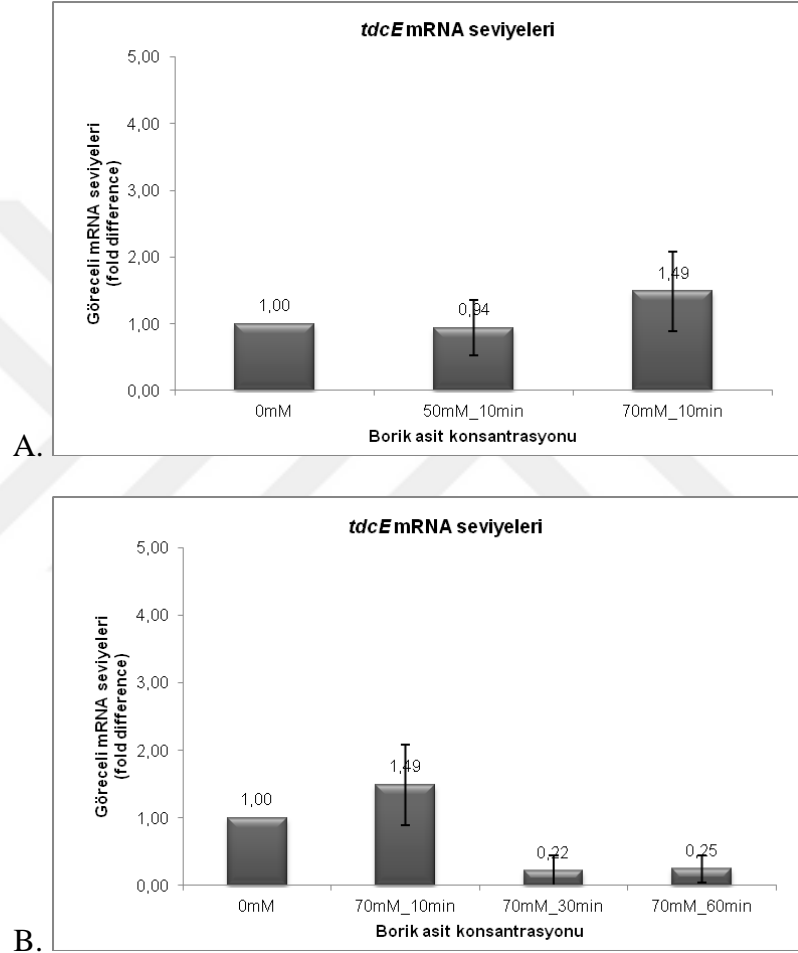 tdcE mRNA seviyeleri
Göreceli mRNA seviyeleri
(fold difference)
5,00
4,00
3,00
2,00
1,00
0,00
1,00
0,94
1,49
0mM
50mM_10min
70mM_10min
Borik asit konsantrasyonu
A.
tdcE mRNA seviyeleri
Göreceli mRNA seviyeleri
(fold difference)
5,00
4,00
3,00
2,00
1,00
0,00
1,00
1,49
0,22
0,25
0mM
70mM_10min
70mM_30min
70mM_60min
Borik asit konsantrasyonu
B.